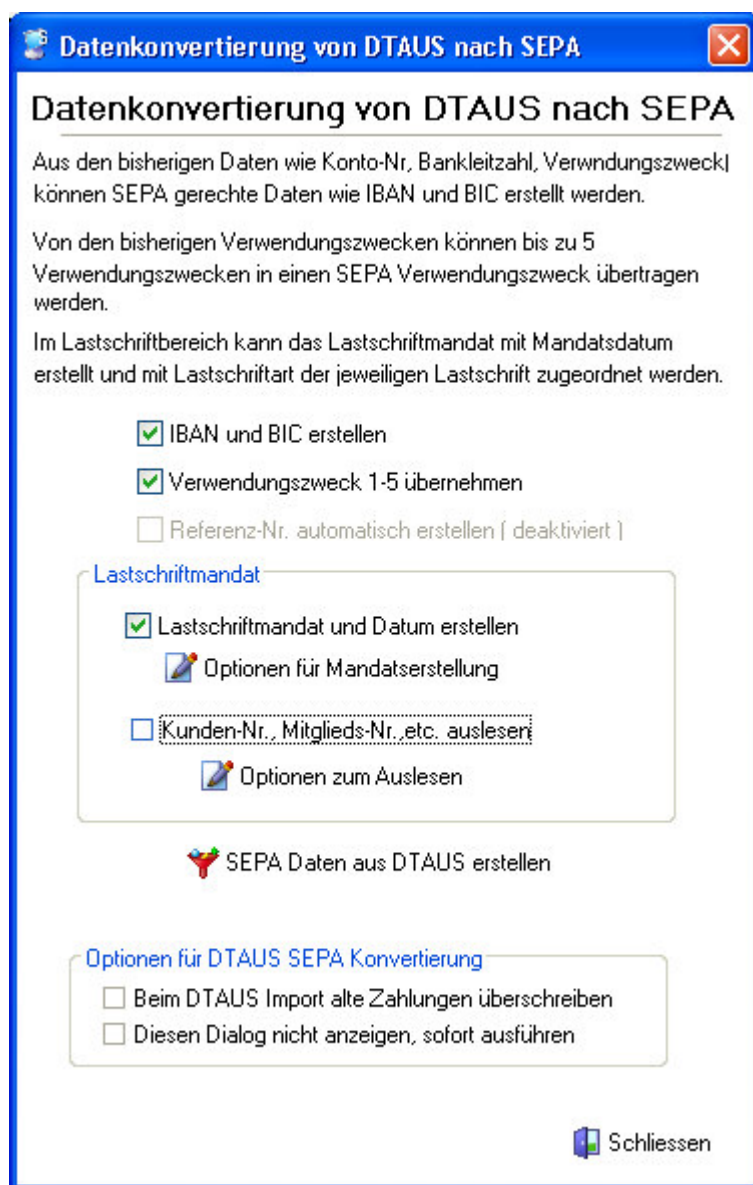 Datenkonvertierung von DTAUS nach SEPA
Datenkonvertierung von DTAUS nach SEPA
Aus den bisherigen Daten wie Konto-Nr, Bankleitzahl, Verwndungszweck
können SEPA gerechte Daten wie IBAN und BIC erstellt werden.
Von den bisherigen Verwendungszwecken können bis zu 5
Verwendungszwecken in einen SEPA Verwendungszweck übertragen
werden.
Im Lastschriftbereich kann das Lastschriftmandat mit Mandatsdatum
erstellt und mit Lastschriftart der jeweiligen Lastschrift zugeordnet werden.
IBAN und BIC erstellen
Verwendungszweck 1-5 übernehmen
Referenz-Nr. automatisch erstellen ( deaktiviert )
Lastschriftmandat
Lastschriftmandat und Datum erstellen
Optionen für Mandatserstellung
Kunden-Nr., Mitglieds-Nr.,etc. auslesen
Optionen zum Auslesen
SEPA Daten aus DTAUS erstellen
Optionen für DTAUS SEPA Konvertierung
Beim DTAUS Import alte Zahlungen überschreiben
Diesen Dialog nicht anzeigen, sofort ausführen
Schliessen